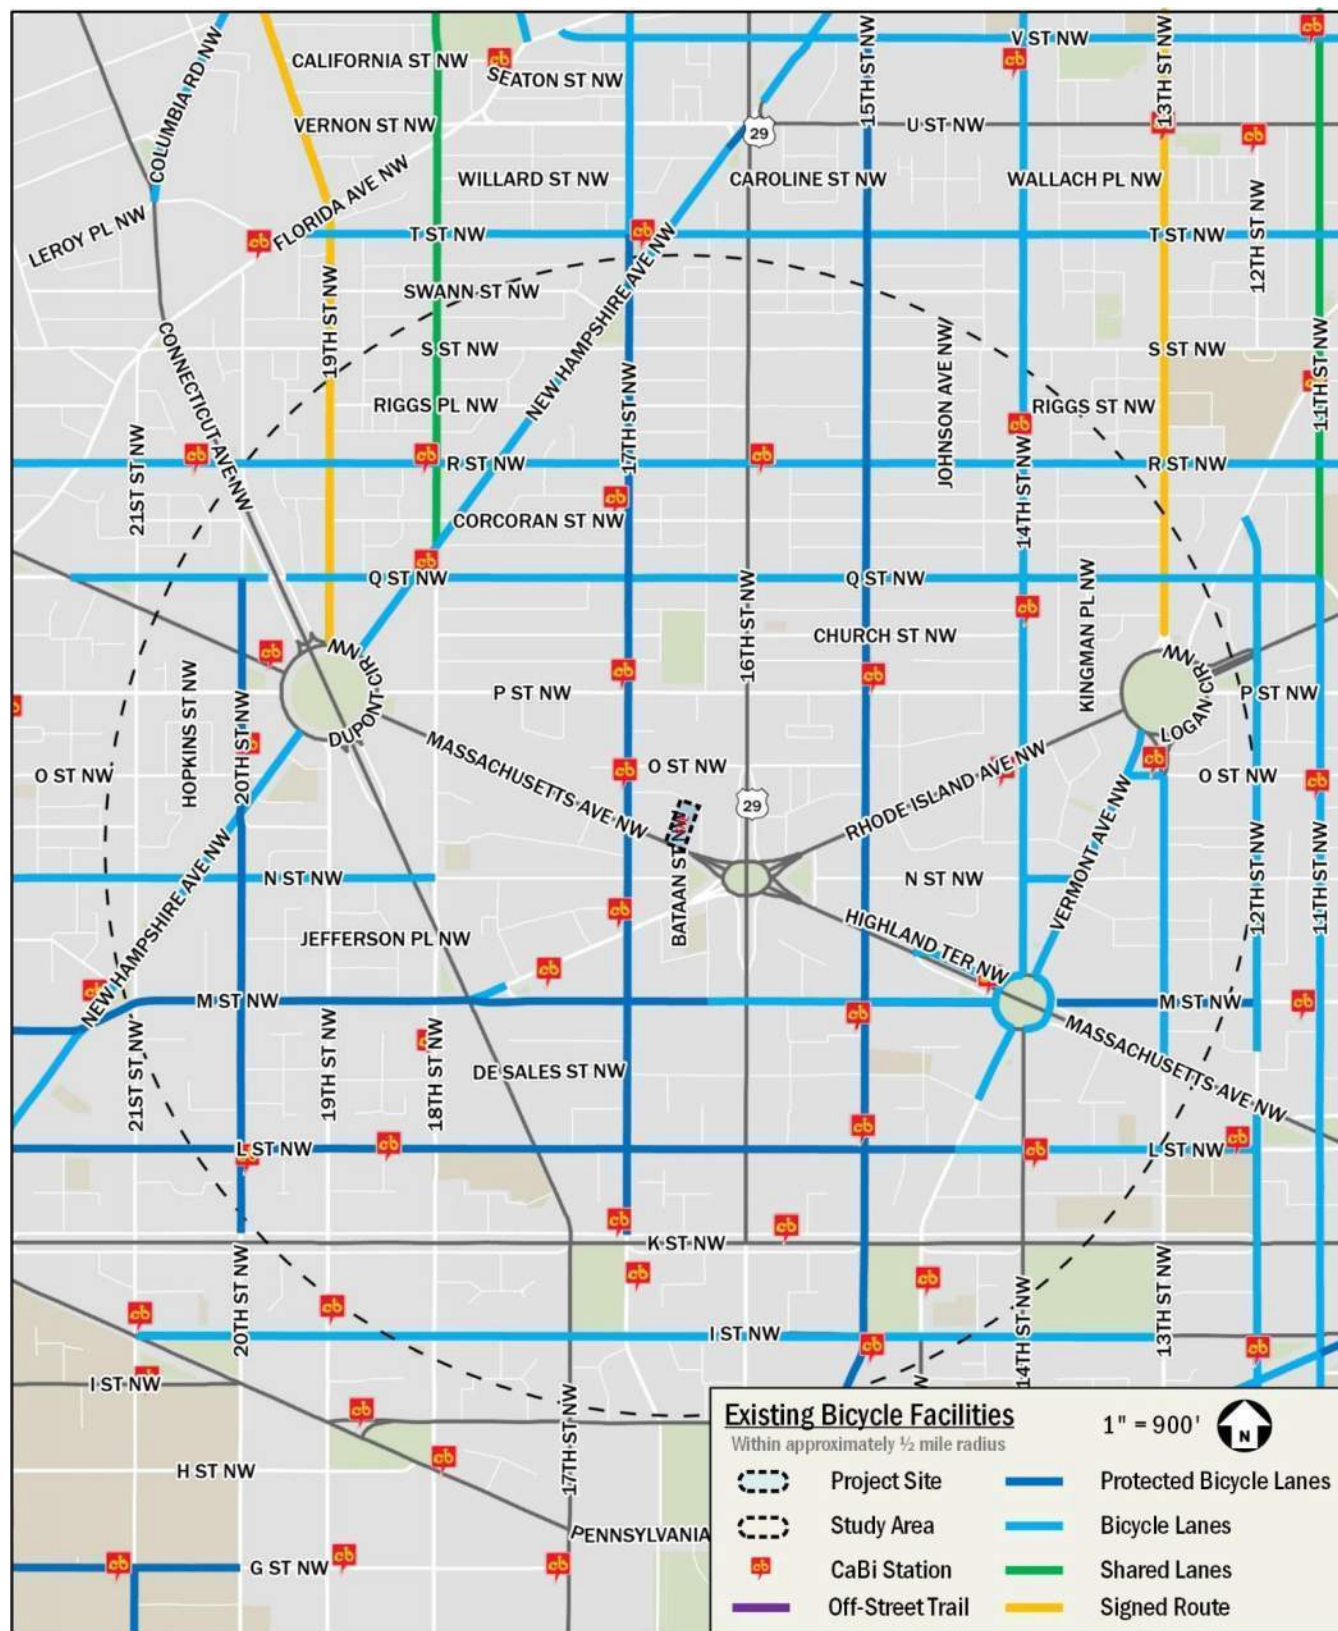 COLUMBIA RD NW
CALIFORNIA ST NW
SEATON ST NW
V ST NW
15TH ST NW
13TH ST NW
VERNON ST NW
29
U ST NW
WILLARD ST NW
CAROLINE ST NW
WALLACH PL NW
LEROY PL NW
FLORIDA AVE NW
T ST NW
T ST NW
12TH ST NW
SWANN ST NW
19TH ST NW
CONNECTICUT AVE NW
S ST NW
NEW HAMPSHIRE AVE NW
17TH ST NW
JOHNSON AVE NW
S ST NW
11TH ST NW
RIGGS PL NW
RIGGS ST NW
14TH ST NW
21ST ST NW
R ST NW
R ST NW
CORCORAN ST NW
Q ST NW
16TH ST NW
Q ST NW
KINGMAN PL NW
CHURCH ST NW
HOPKINS ST NW
20TH ST NW
DUPONT CIR NW
P ST NW
LOGAN CIR NW
P ST NW
O ST NW
MASSACHUSETTS AVE NW
O ST NW
29
RHODE ISLAND AVE NW
O ST NW
NEW HAMPSHIRE AVE NW
N ST NW
BATAAN ST NW
N ST NW
VERMONT AVE NW
12TH ST NW
11TH ST NW
JEFFERSON PL NW
HIGHLAND TER NW
M ST NW
M ST NW
21ST ST NW
19TH ST NW
18TH ST NW
DE SALES ST NW
MASSACHUSETTS AVE NW
L ST NW
L ST NW
K ST NW
20TH ST NW
I ST NW
14TH ST NW
13TH ST NW
I ST NW
17TH ST NW
H ST NW
PENNSYLVANIA
G ST NW
Existing Bicycle Facilities
1" = 900'
N
Within approximately ½ mile radius
Project Site
Protected Bicycle Lanes
Study Area
Bicycle Lanes
cb
CaBi Station
Shared Lanes
Off-Street Trail
Signed Route